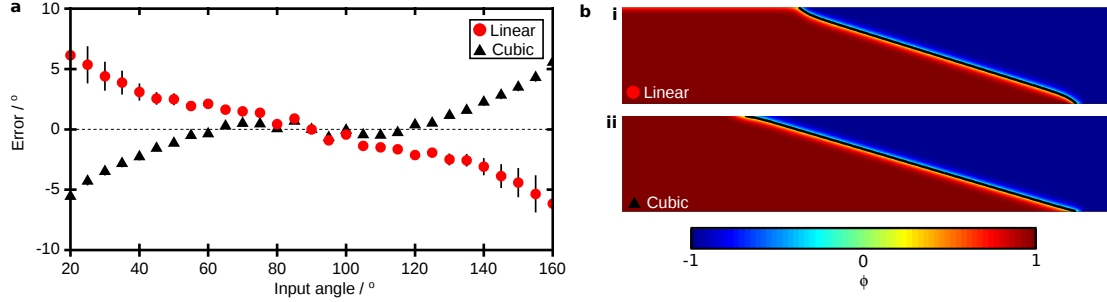 a
10
5
0
-5
-10
Error / °
20 40 60 80 100 120 140 160
Input angle / °
Linear
Cubic
b
i
Linear
ii
Cubic
-1 0 1
ϕ